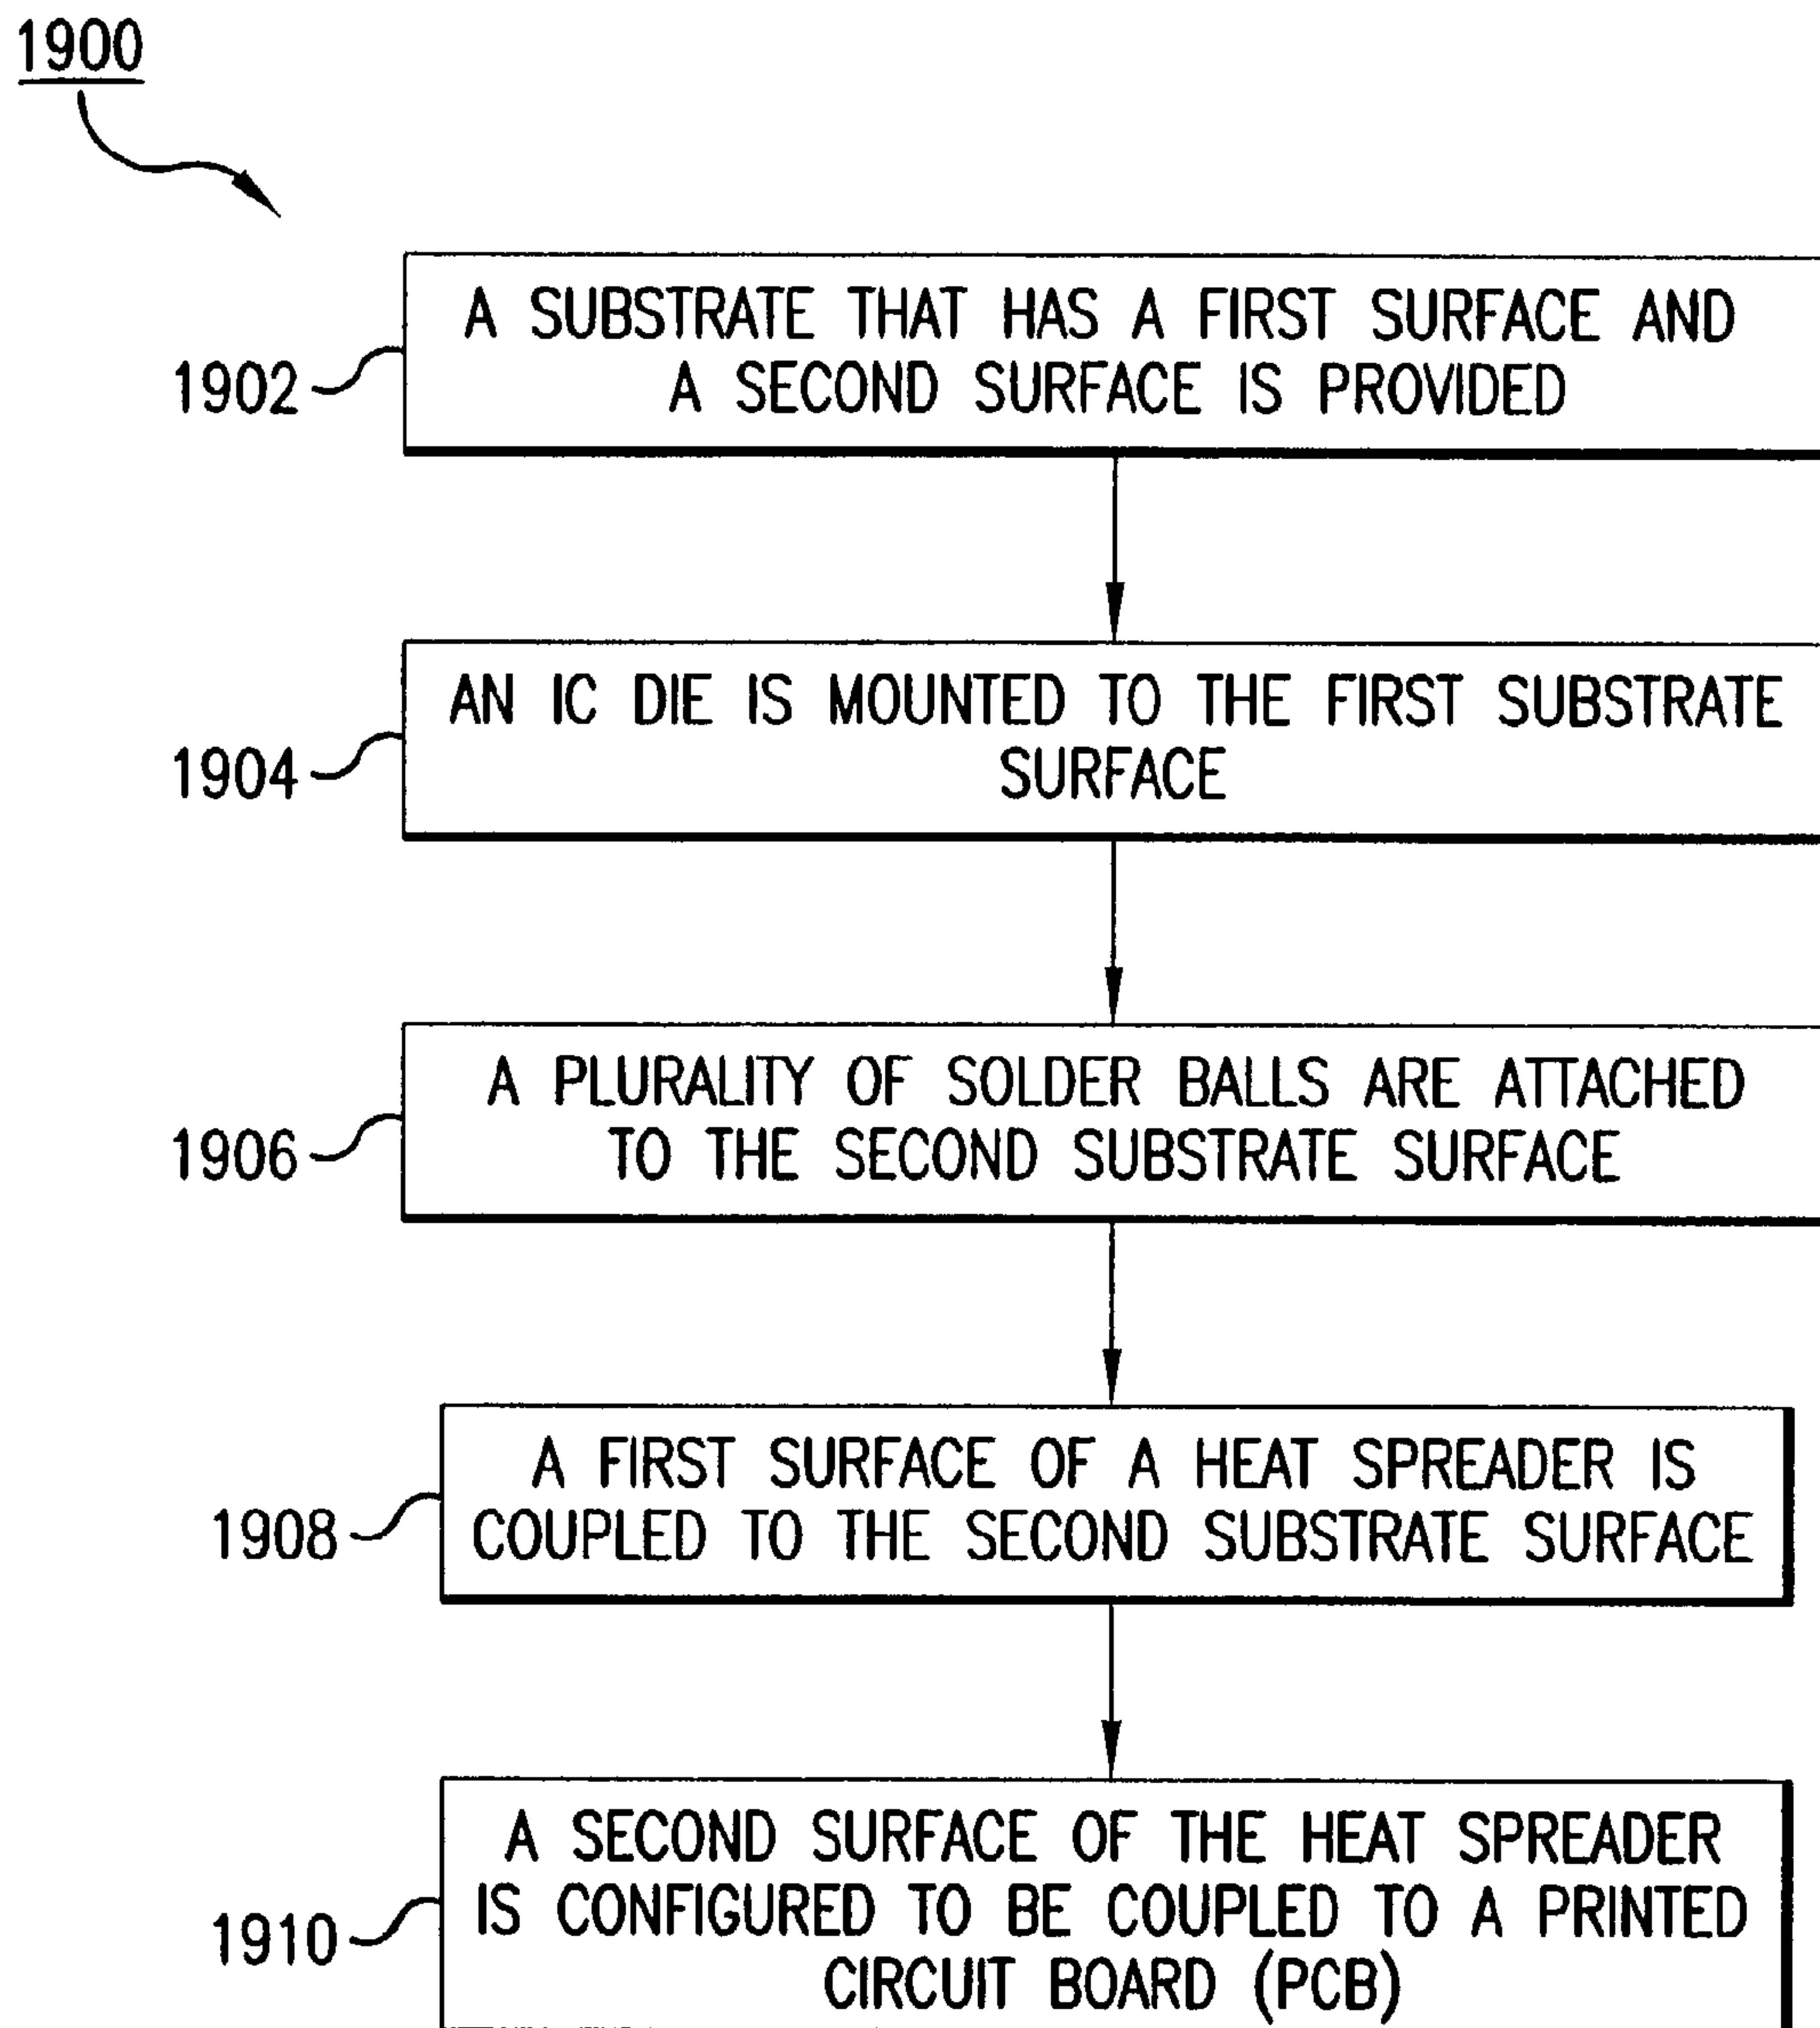 1900
A SUBSTRATE THAT HAS A FIRST SURFACE AND
A SECOND SURFACE IS PROVIDED
1902
AN IC DIE IS MOUNTED TO THE FIRST SUBSTRATE
SURFACE
1904
A PLURALITY OF SOLDER BALLS ARE ATTACHED
TO THE SECOND SUBSTRATE SURFACE
1906
A FIRST SURFACE OF A HEAT SPREADER IS
COUPLED TO THE SECOND SUBSTRATE SURFACE
1908
A SECOND SURFACE OF THE HEAT SPREADER
IS CONFIGURED TO BE COUPLED TO A PRINTED
CIRCUIT BOARD (PCB)
1910